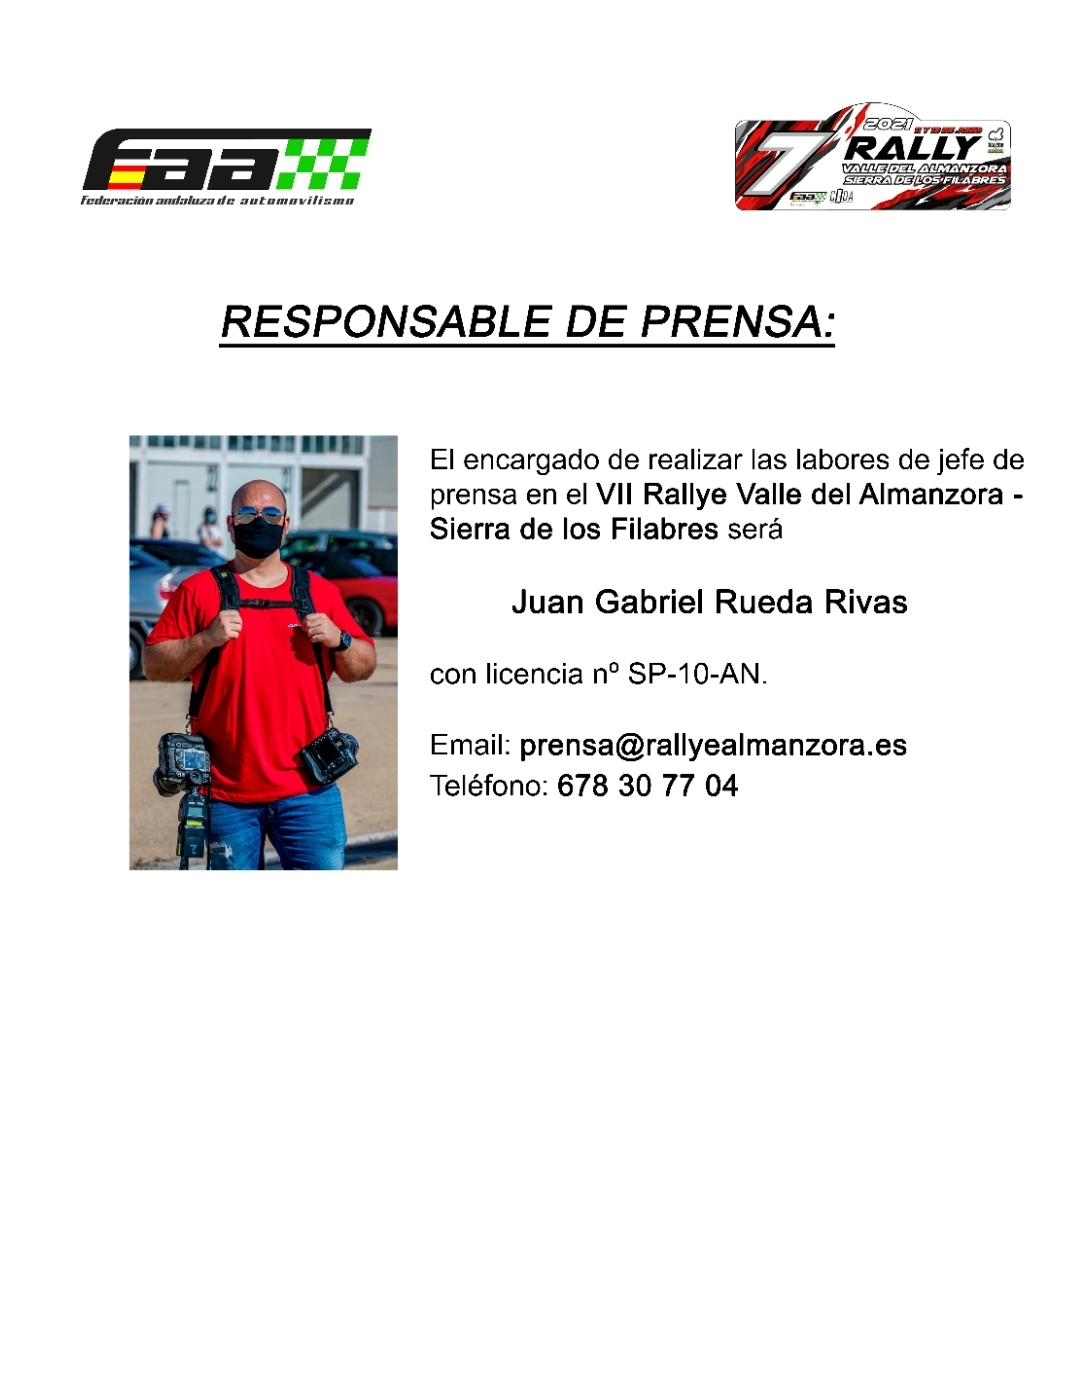 faa
Federación andaluza de automovilismo
2021
7
RALLY
VALLE DEL ALMANZORA
SIERRA DE LOS FILABRES
faa
RESPONSABLE DE PRENSA:
El encargado de realizar las labores de jefe de
prensa en el VII Rallye Valle del Almanzora -
Sierra de los Filabres será
Juan Gabriel Rueda Rivas
con licencia nº SP-10-AN.
Email: prensa@rallyealmanzora.es
Teléfono: 678 30 77 04